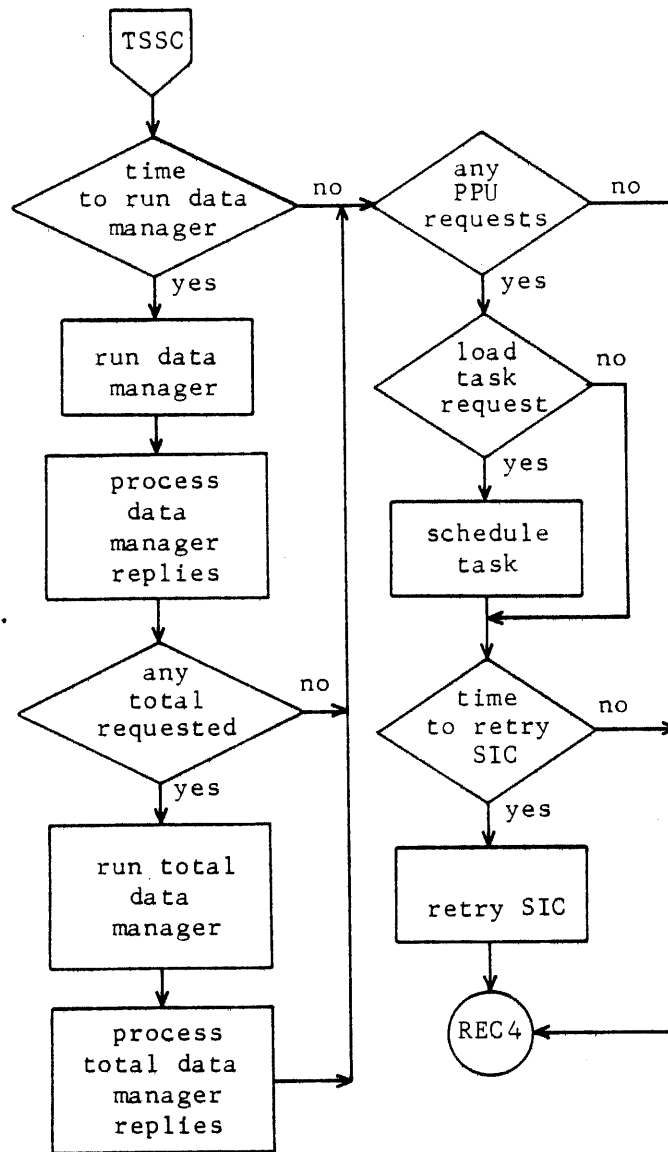 TSSC
time
to run data
manager
no
yes
run data
manager
process
data
manager
replies
any
total
requested
no
yes
run total
data
manager
process
total data
manager
replies
any
PPU
requests
no
yes
load
task
request
no
yes
schedule
task
time
to retry
SIC
no
yes
retry SIC
REC4